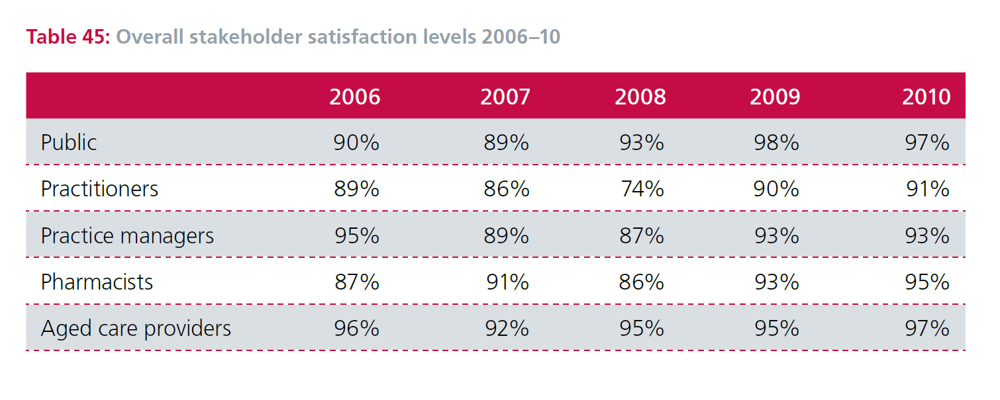 Table 45: Overall stakeholder satisfaction levels 2006–10
2006 2007 2008 2009 2010
Public 90% 89% 93% 98% 97%
Practitioners 89% 86% 74% 90% 91%
Practice managers 95% 89% 87% 93% 93%
Pharmacists 87% 91% 86% 93% 95%
Aged care providers 96% 92% 95% 95% 97%